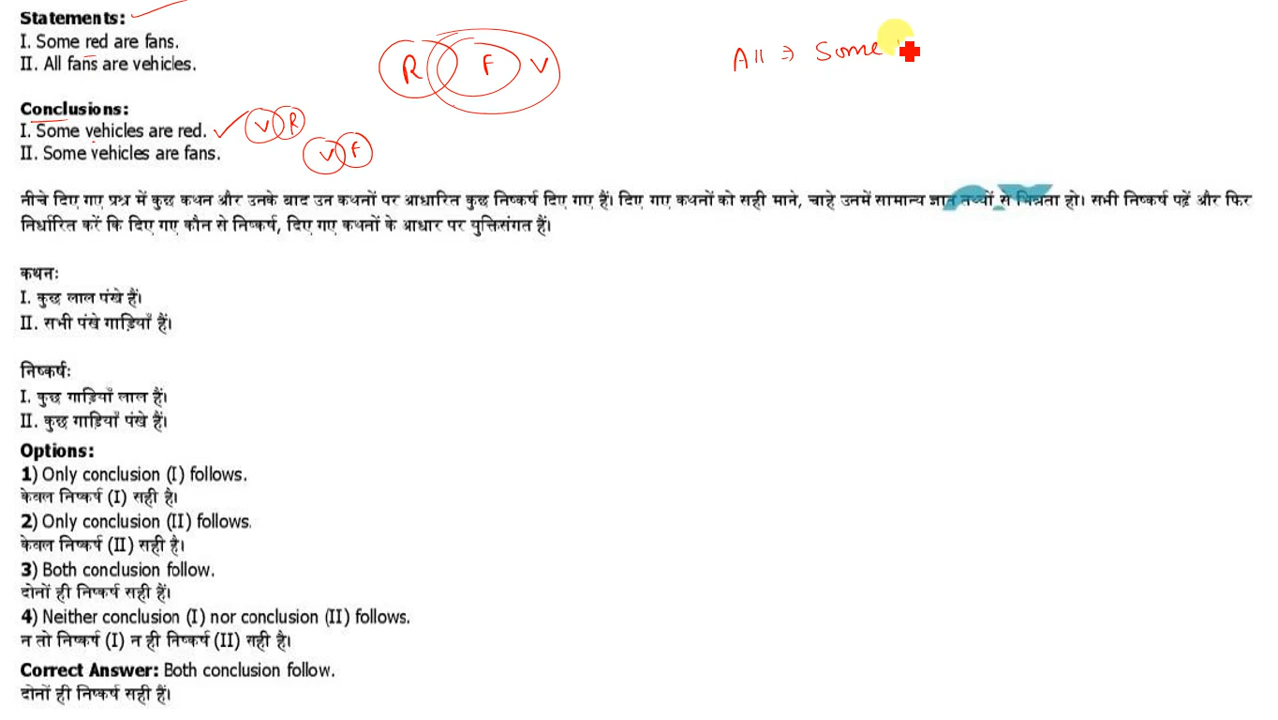 Statements:
I. Some red are fans.
II. All fans are vehicles.
R F V
All ⇒ Some
Conclusions:
I. Some vehicles are red.
V R
II. Some vehicles are fans.
V F
नीचे दिए गए प्रश्न में कुछ कथन और उनके बाद उन कथनों पर आधारित कुछ निष्कर्ष दिए गए हैं। दिए गए कथनों को सही माने, चाहे उनमें सामान्य ज्ञात तथ्यों से भिन्नता हो। सभी निष्कर्ष पढ़ें और फिर
निर्धारित करें कि दिए गए कौन से निष्कर्ष, दिए गए कथनों के आधार पर युक्तिसंगत हैं।
कथनः
I. कुछ लाल पंखे हैं।
II. सभी पंखे गाड़ियाँ हैं।
निष्कर्षः
I. कुछ गाड़ियाँ लाल हैं।
II. कुछ गाड़ियाँ पंखे हैं।
Options:
1) Only conclusion (I) follows.
केवल निष्कर्ष (I) सही है।
2) Only conclusion (II) follows.
केवल निष्कर्ष (II) सही है।
3) Both conclusion follow.
दोनों ही निष्कर्ष सही हैं।
4) Neither conclusion (I) nor conclusion (II) follows.
न तो निष्कर्ष (I) न ही निष्कर्ष (II) सही है।
Correct Answer: Both conclusion follow.
दोनों ही निष्कर्ष सही हैं।